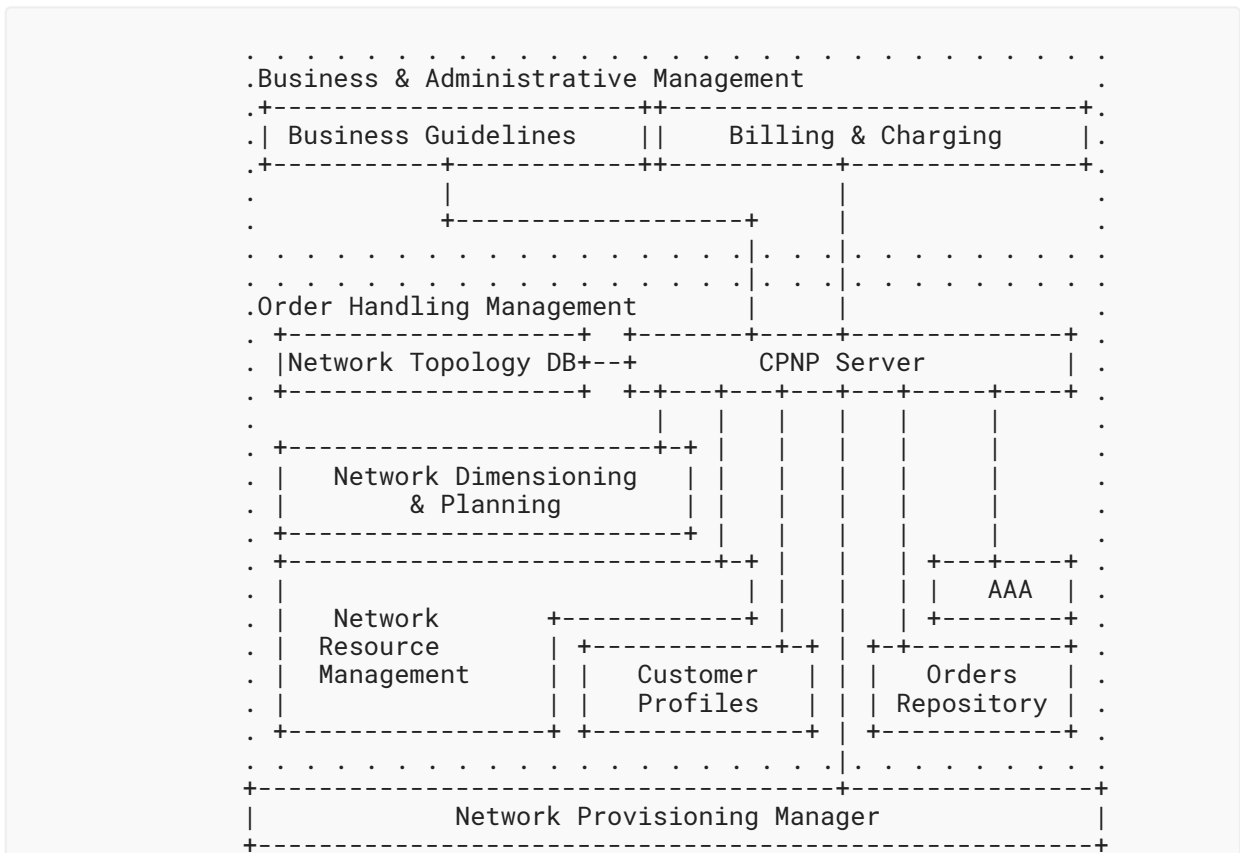 . . . . . . . . . . . . . . . . . . . . . . . . . . . . .
.Business & Administrative Management                   .
.+------------------------++---------------------------+.
.| Business Guidelines    ||    Billing & Charging     |.
.+-----------+------------++-----------+---------------+.
.            |                         |                .
.            +-------------------+     |                .
. . . . . . . . . . . . . . . . .|. . .|. . . . . . . . .
. . . . . . . . . . . . . . . . .|. . .|. . . . . . . . .
.Order Handling Management       |     |                .
. +-------------------+  +-------+-----+--------------+ .
. |Network Topology DB+--+        CPNP Server         | .
. +-------------------+  +-+---+---+---+---+-----+----+ .
.                          |   |   |   |   |     |      .
. +------------------------+-+ |   |   |   |     |      .
. |   Network Dimensioning   | |   |   |   |     |      .
. |        & Planning        | |   |   |   |     |      .
. +--------------------------+ |   |   |   |     |      .
. +----------------------------+-+ |   |   | +---+----+ .
. |                              | |   |   | |   AAA  | .
. |   Network       +------------+ |   |   | +--------+ .
. |  Resource       | +------------+-+ | +-+----------+ .
. |  Management     | |   Customer   | | |   Orders   | .
. |                 | |   Profiles   | | | Repository | .
. +-----------------+ +--------------+ | +------------+ .
. . . . . . . . . . . . . . . . . . . .|. . . . . . . . .
+--------------------------------------+----------------+
|             Network Provisioning Manager              |
+-------------------------------------------------------+